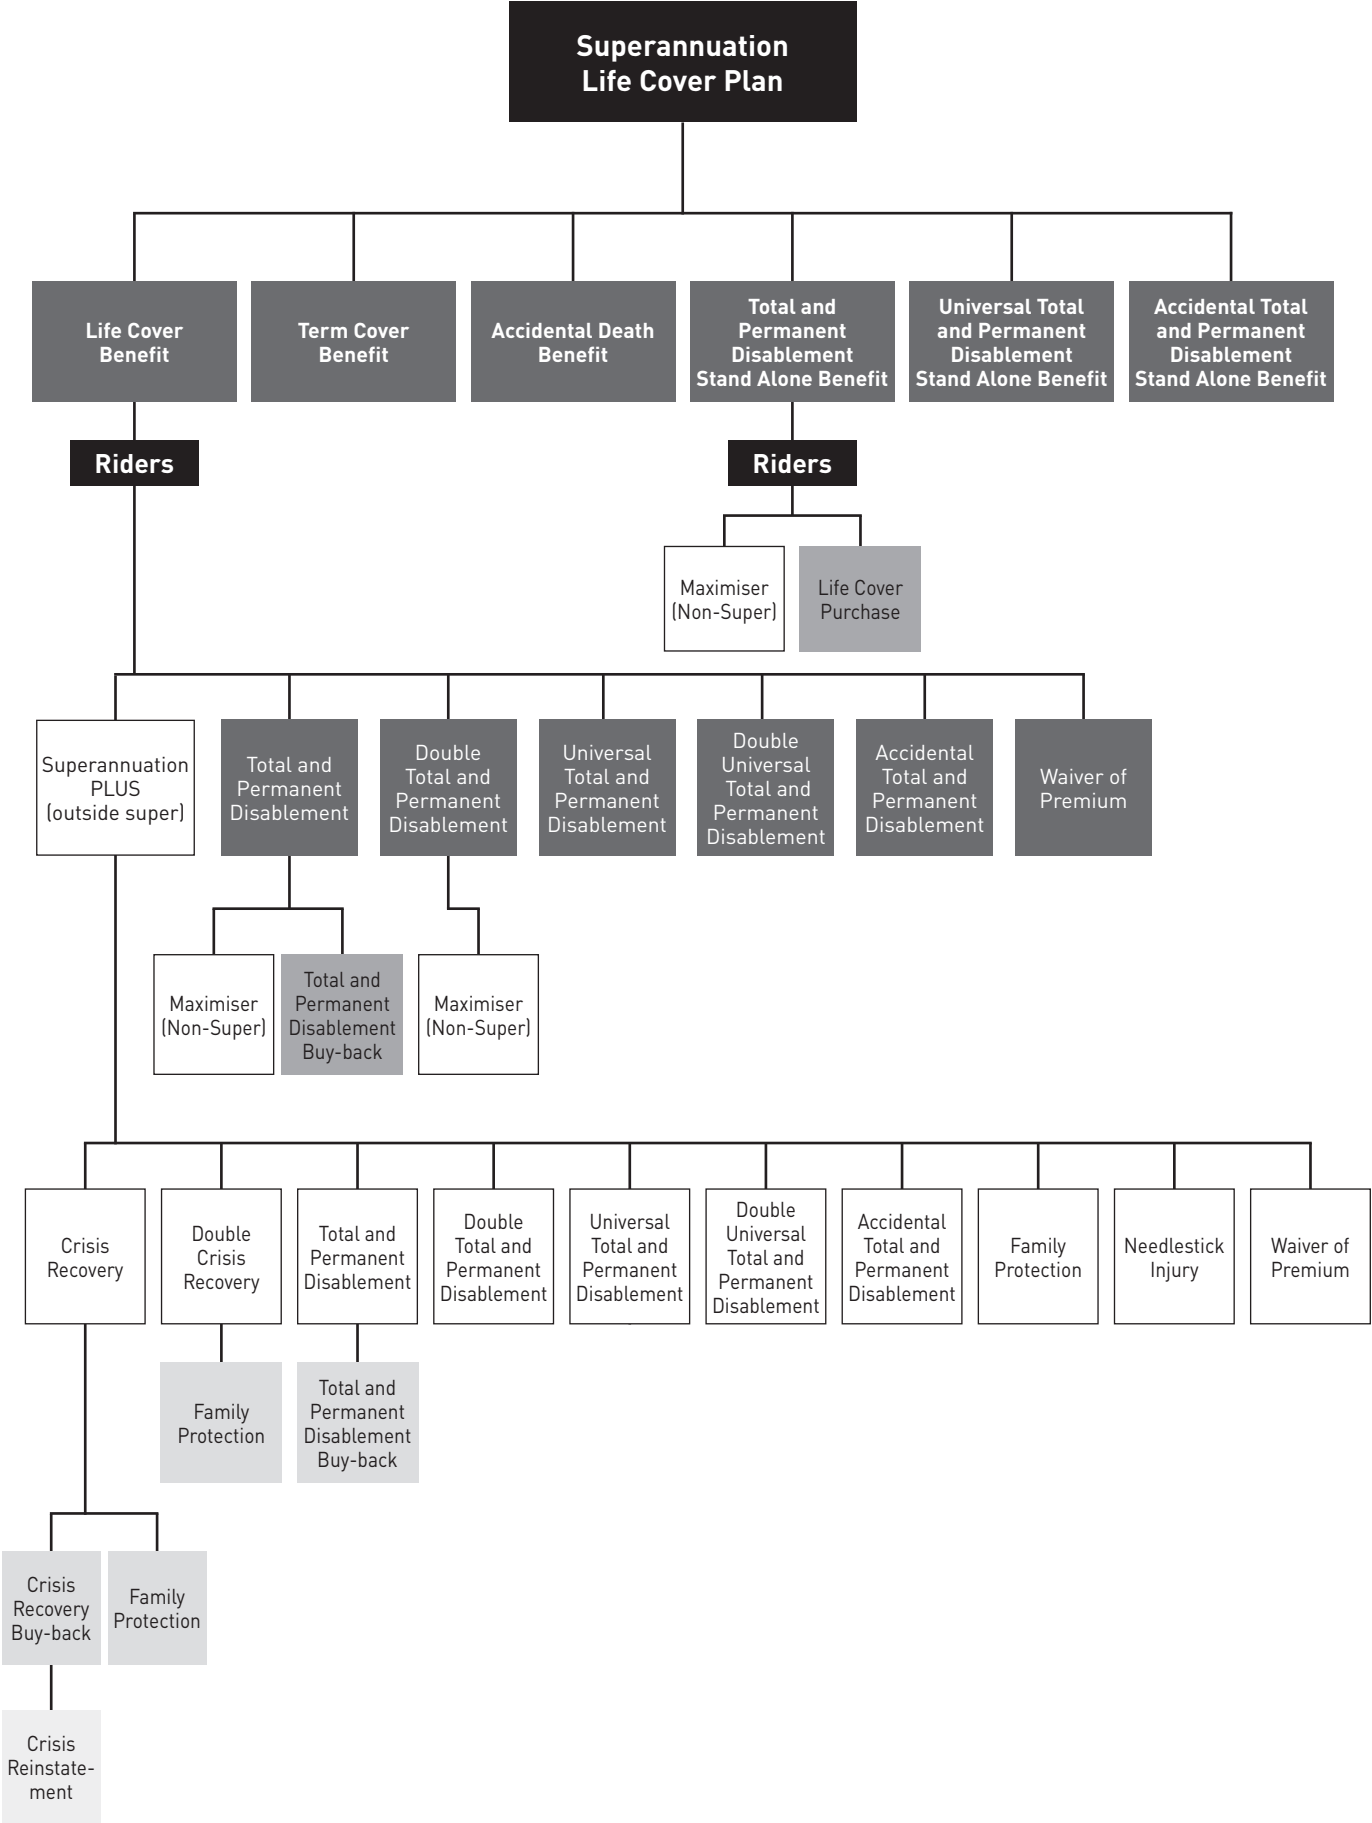 Superannuation
Life Cover Plan
Life Cover
Benefit
Term Cover
Benefit
Accidental Death
Benefit
Total and
Permanent
Disablement
Stand Alone Benefit
Universal Total
and Permanent
Disablement
Stand Alone Benefit
Accidental Total
and Permanent
Disablement
Stand Alone Benefit
Riders
Riders
Maximiser
(Non-Super)
Life Cover
Purchase
Superannuation
PLUS
(outside super)
Total and
Permanent
Disablement
Double
Total and
Permanent
Disablement
Universal
Total and
Permanent
Disablement
Double
Universal
Total and
Permanent
Disablement
Accidental
Total and
Permanent
Disablement
Waiver of
Premium
Maximiser
(Non-Super)
Total and
Permanent
Disablement
Buy-back
Maximiser
(Non-Super)
Crisis
Recovery
Double
Crisis
Recovery
Total and
Permanent
Disablement
Double
Total and
Permanent
Disablement
Universal
Total and
Permanent
Disablement
Double
Universal
Total and
Permanent
Disablement
Accidental
Total and
Permanent
Disablement
Family
Protection
Needlestick
Injury
Waiver of
Premium
Family
Protection
Total and
Permanent
Disablement
Buy-back
Crisis
Recovery
Buy-back
Family
Protection
Crisis
Reinstate-
ment